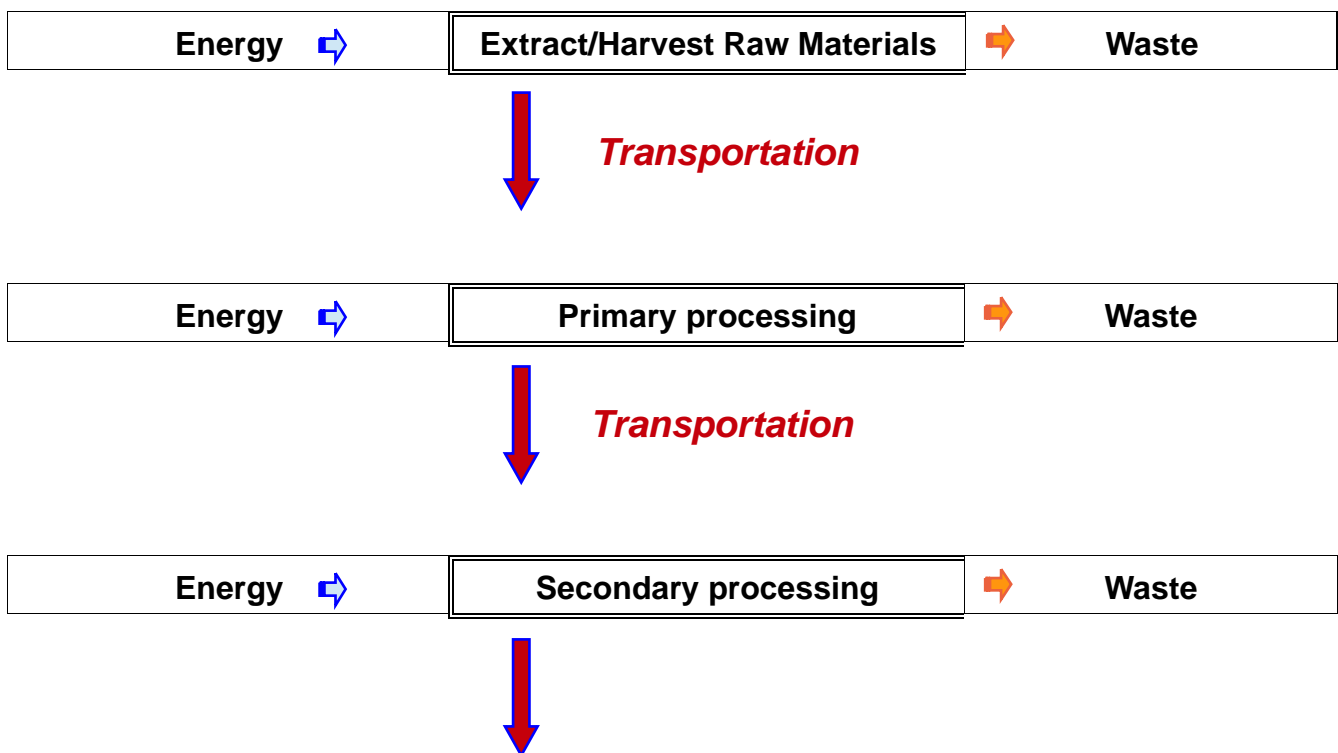 Energy Extract/Harvest Raw Materials Waste
Transportation
Energy Primary processing Waste
Transportation
Energy Secondary processing Waste